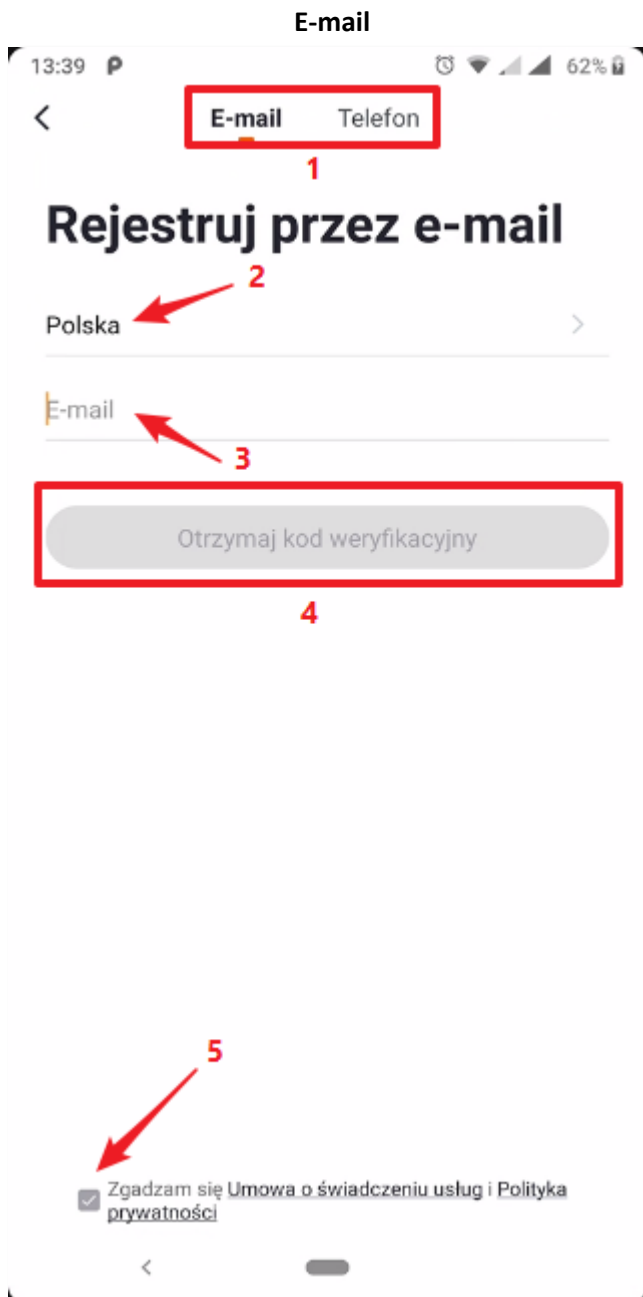 E-mail
13:39 P 62%
E-mail Telefon
1
Rejestruj przez e-mail
2
Polska
E-mail
3
Otrzymaj kod weryfikacyjny
4
5
Zgadzam się Umowa o świadczeniu usług i Polityka
prywatności